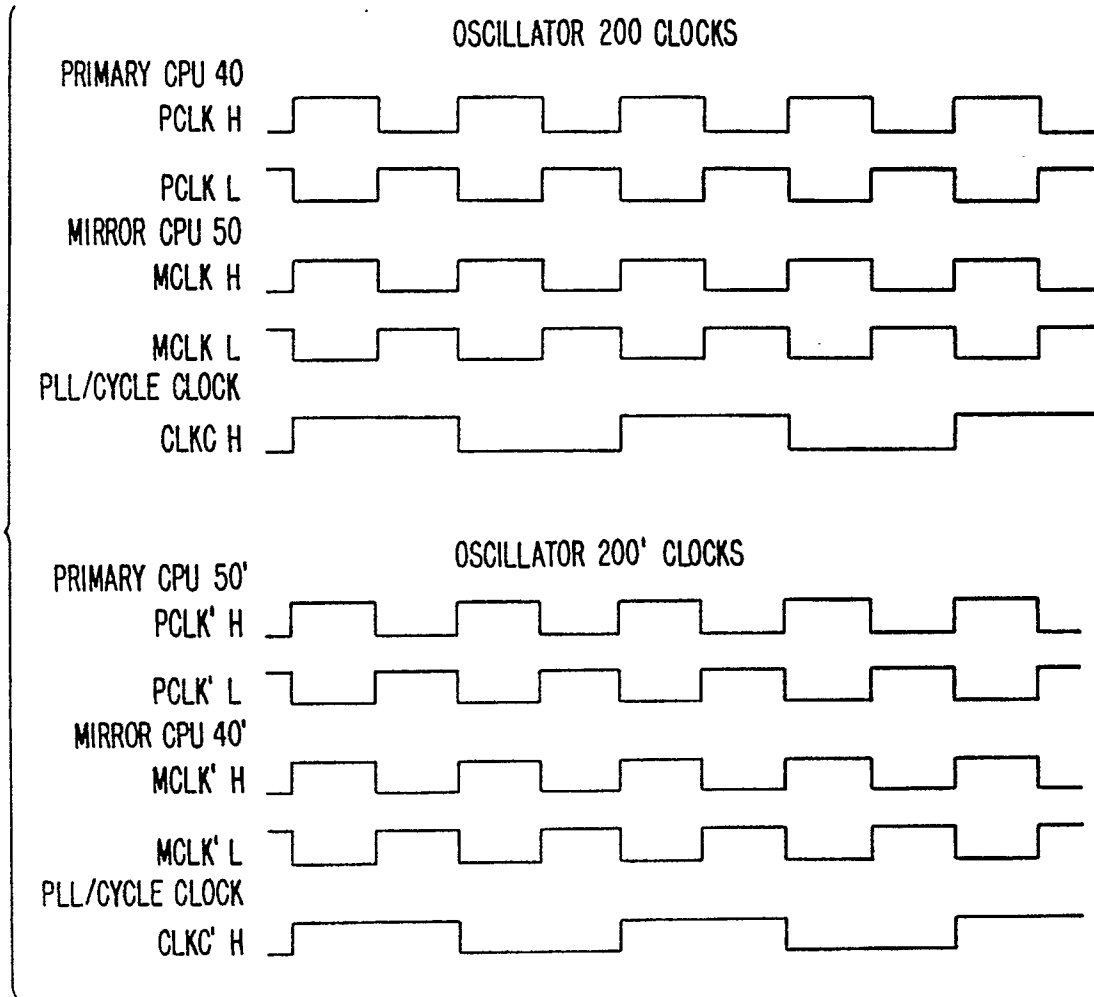 OSCILLATOR 200 CLOCKS
PRIMARY CPU 40
PCLK H
PCLK L
MIRROR CPU 50
MCLK H
MCLK L
PLL/CYCLE CLOCK
CLKC H
OSCILLATOR 200' CLOCKS
PRIMARY CPU 50'
PCLK' H
PCLK' L
MIRROR CPU 40'
MCLK' H
MCLK' L
PLL/CYCLE CLOCK
CLKC' H